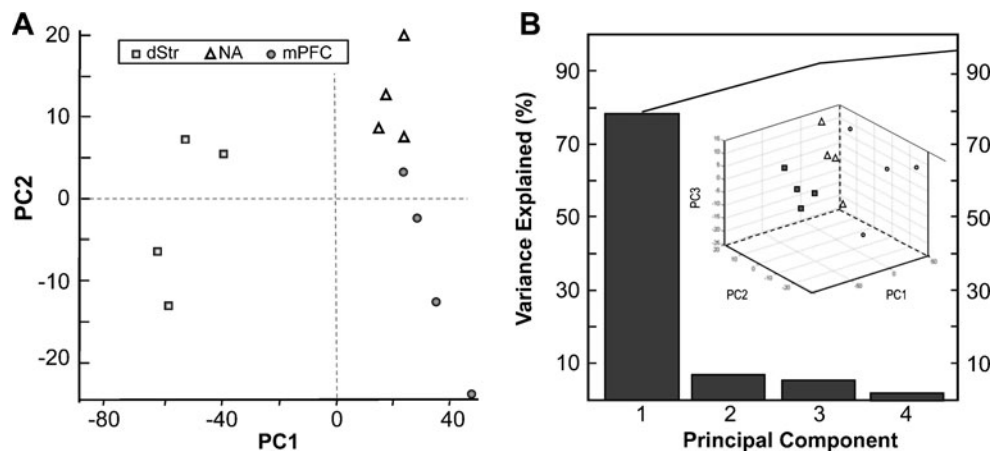 A
20
10
0
-10
-20
PC2
dStr NA mPFC
-80 -40 0 40
PC1
B
90
70
50
30
10
Variance Explained (%)
90
70
50
30
10
PC3
PC2
PC1
1 2 3 4
Principal Component